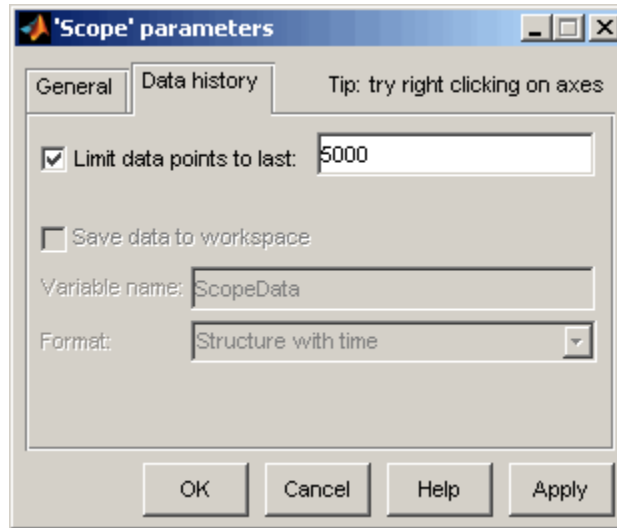 'Scope' parameters
General
Data history
Tip: try right clicking on axes
Limit data points to last: 5000
Save data to workspace
Variable name: ScopeData
Format: Structure with time
OK Cancel Help Apply